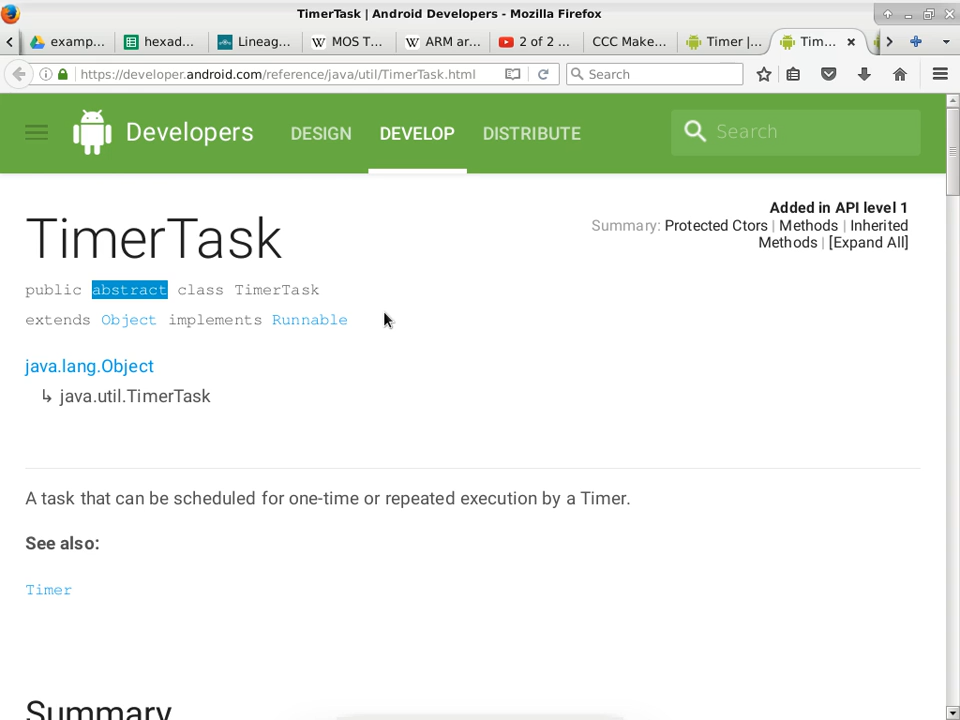 TimerTask | Android Developers - Mozilla Firefox
examp... hexad... Lineag... MOS T... ARM ar... 2 of 2 ... CCC Make... Timer |... Tim...
https://developer.android.com/reference/java/util/TimerTask.html Search
Developers DESIGN DEVELOP DISTRIBUTE Search
Added in API level 1
Summary: Protected Ctors | Methods | Inherited
Methods | [Expand All]
TimerTask
public abstract class TimerTask
extends Object implements Runnable
java.lang.Object
↳ java.util.TimerTask
A task that can be scheduled for one-time or repeated execution by a Timer.
See also:
Timer
Summary